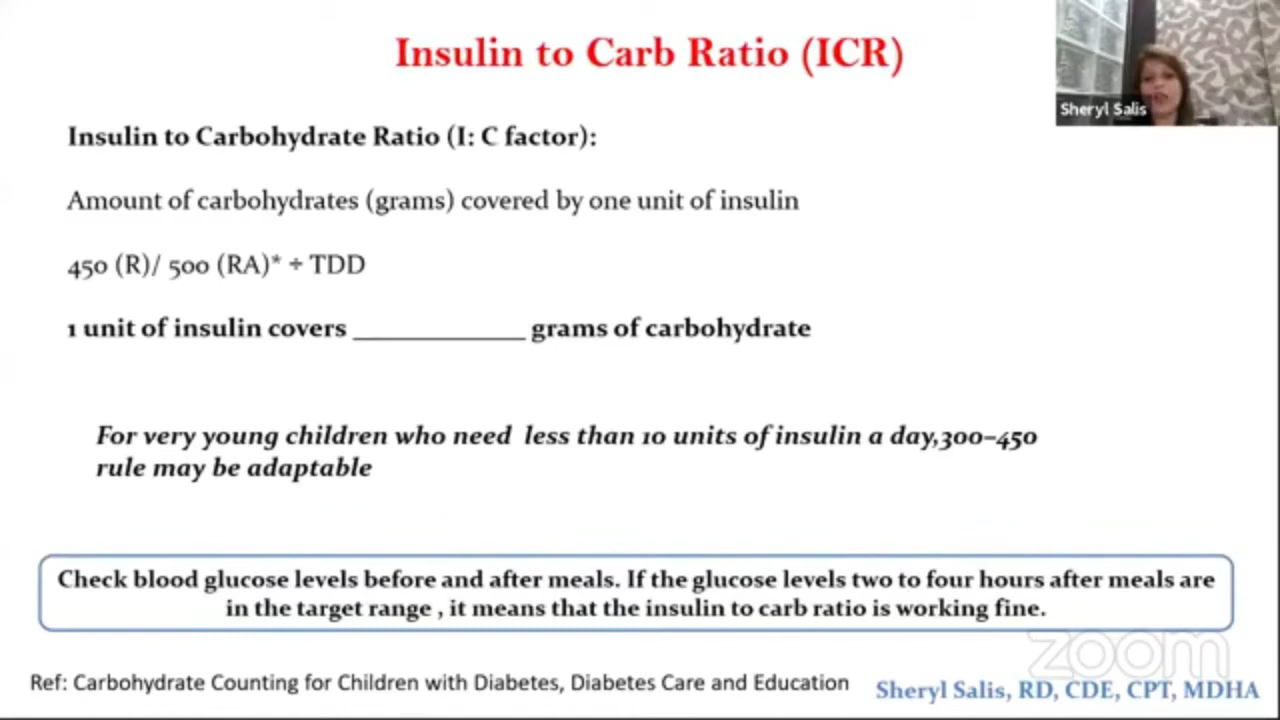 Insulin to Carb Ratio (ICR)
Sheryl Salis
Insulin to Carbohydrate Ratio (I: C factor):
Amount of carbohydrates (grams) covered by one unit of insulin
450 (R)/ 500 (RA)* ÷ TDD
1 unit of insulin covers ____________ grams of carbohydrate
For very young children who need less than 10 units of insulin a day,300–450
rule may be adaptable
Check blood glucose levels before and after meals. If the glucose levels two to four hours after meals are
in the target range , it means that the insulin to carb ratio is working fine.
zoom
Ref: Carbohydrate Counting for Children with Diabetes, Diabetes Care and Education
Sheryl Salis, RD, CDE, CPT, MDHA